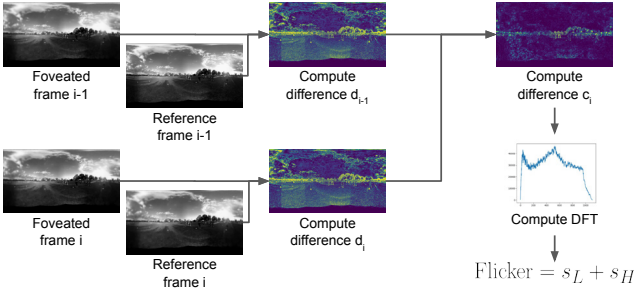 Foveated
frame i-1
Reference
frame i-1
Compute
difference d_{i-1}
Compute
difference c_i
Foveated
frame i
Reference
frame i
Compute
difference d_i
Compute DFT
Flicker = s_L + s_H